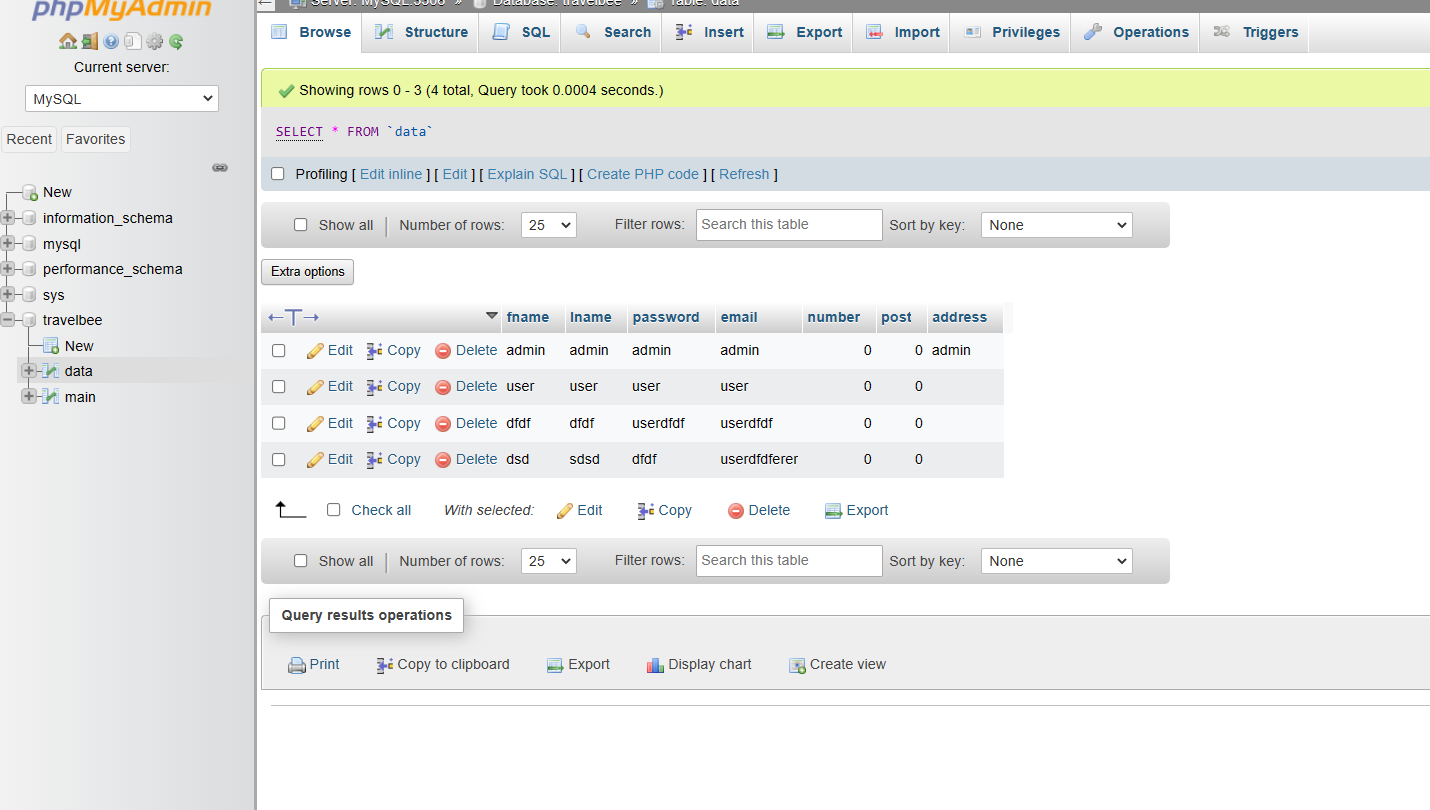 phpMyAdmin
Current server:
MySQL
Recent Favorites
New
information_schema
mysql
performance_schema
sys
travelbee
New
data
main
Server: MySQL:3306 » Database: travelbee » Table: data
Browse Structure SQL Search Insert Export Import Privileges Operations Triggers
Showing rows 0 - 3 (4 total, Query took 0.0004 seconds.)
SELECT * FROM `data`
Profiling [ Edit inline ] [ Edit ] [ Explain SQL ] [ Create PHP code ] [ Refresh ]
Show all Number of rows: 25 Filter rows: Search this table Sort by key: None
Extra options
←T→ fname lname password email number post address
Edit Copy Delete admin admin admin admin 0 0 admin
Edit Copy Delete user user user user 0 0
Edit Copy Delete dfdf dfdf userdfdf userdfdf 0 0
Edit Copy Delete dsd sdsd dfdf userdfdferer 0 0
Check all With selected: Edit Copy Delete Export
Show all Number of rows: 25 Filter rows: Search this table Sort by key: None
Query results operations
Print Copy to clipboard Export Display chart Create view